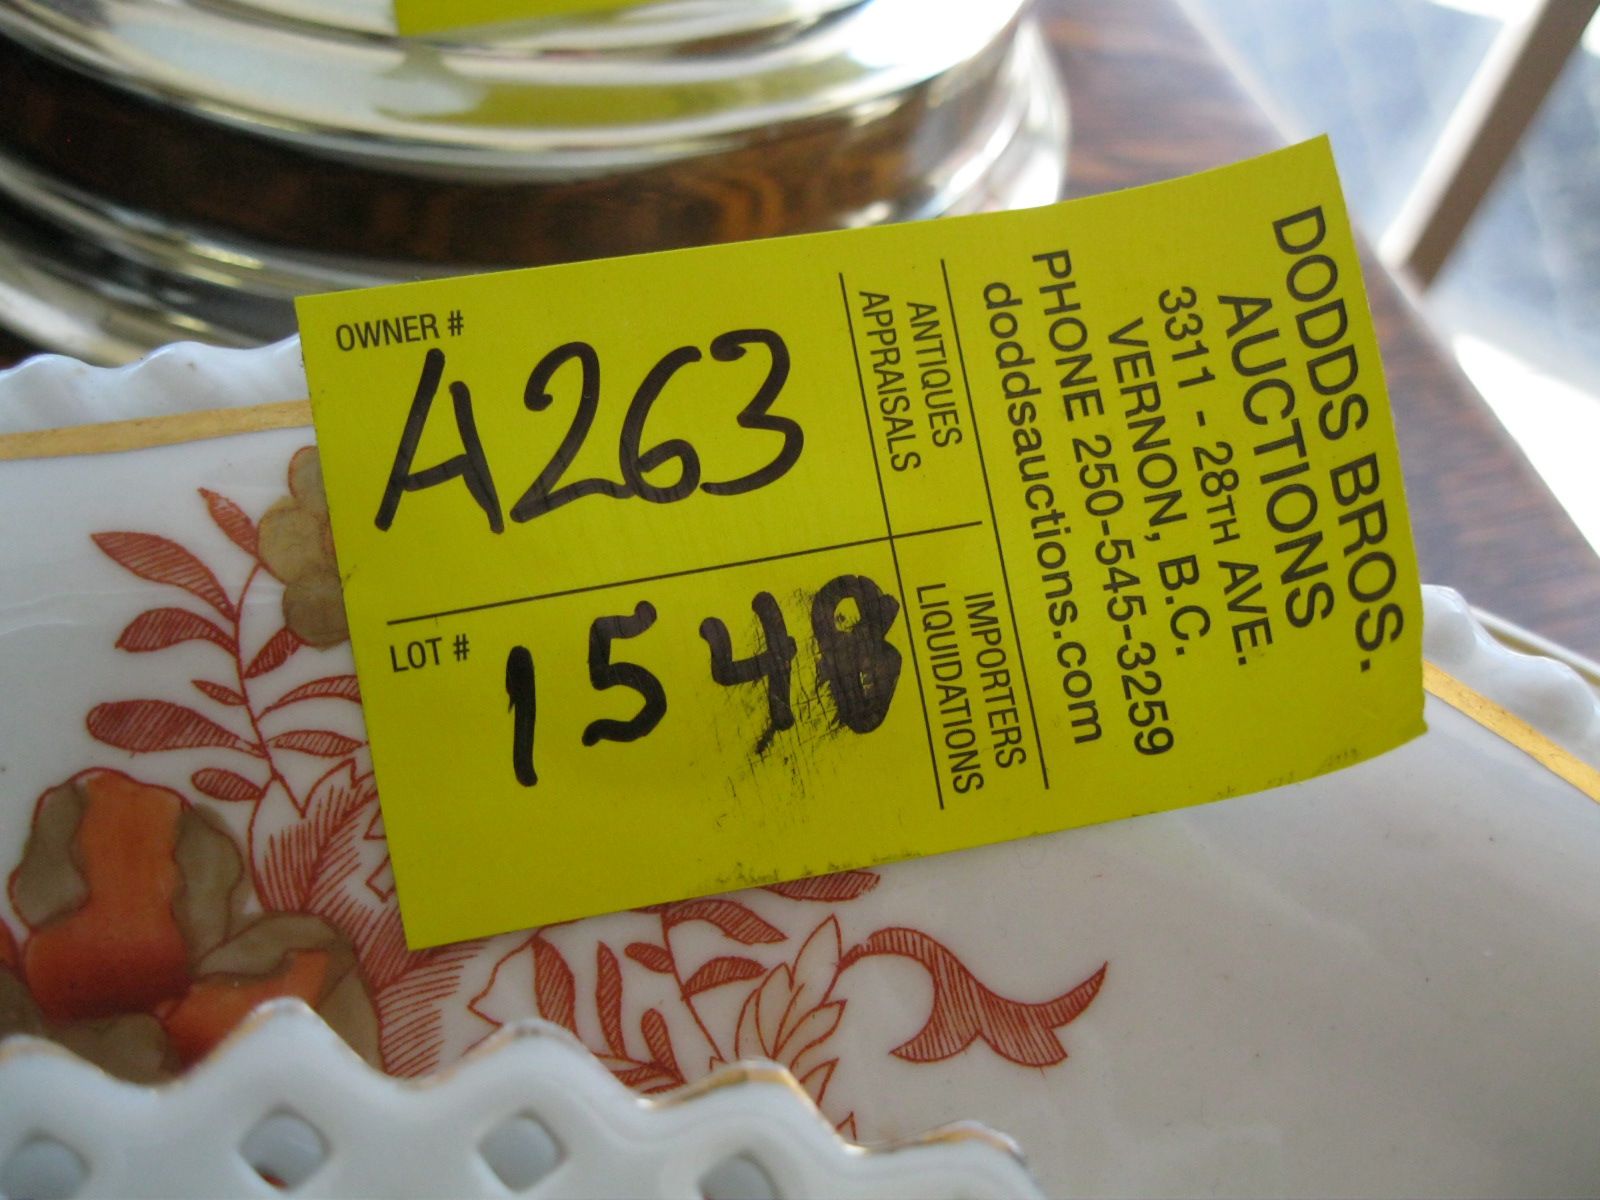 OWNER #
A263
LOT #
154
ANTIQUES
APPRAISALS
IMPORTERS
LIQUIDATIONS
DODDS BROS.
AUCTIONS
3311 - 28TH AVE.
VERNON, B.C.
PHONE 250-545-3259
doddsauctions.com